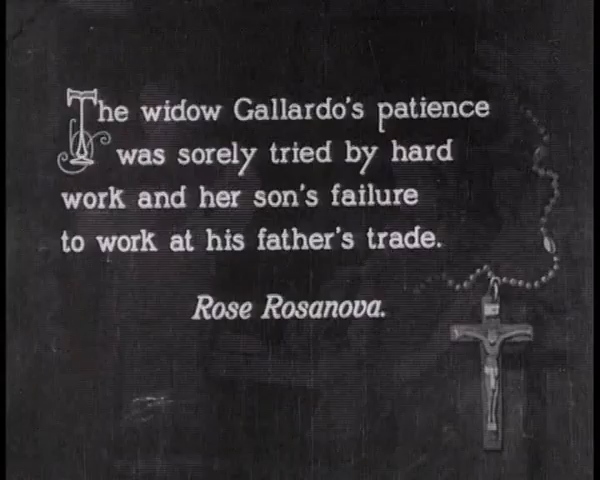 The widow Gallardo's patience
was sorely tried by hard
work and her son's failure
to work at his father's trade.
Rose Rosanova.